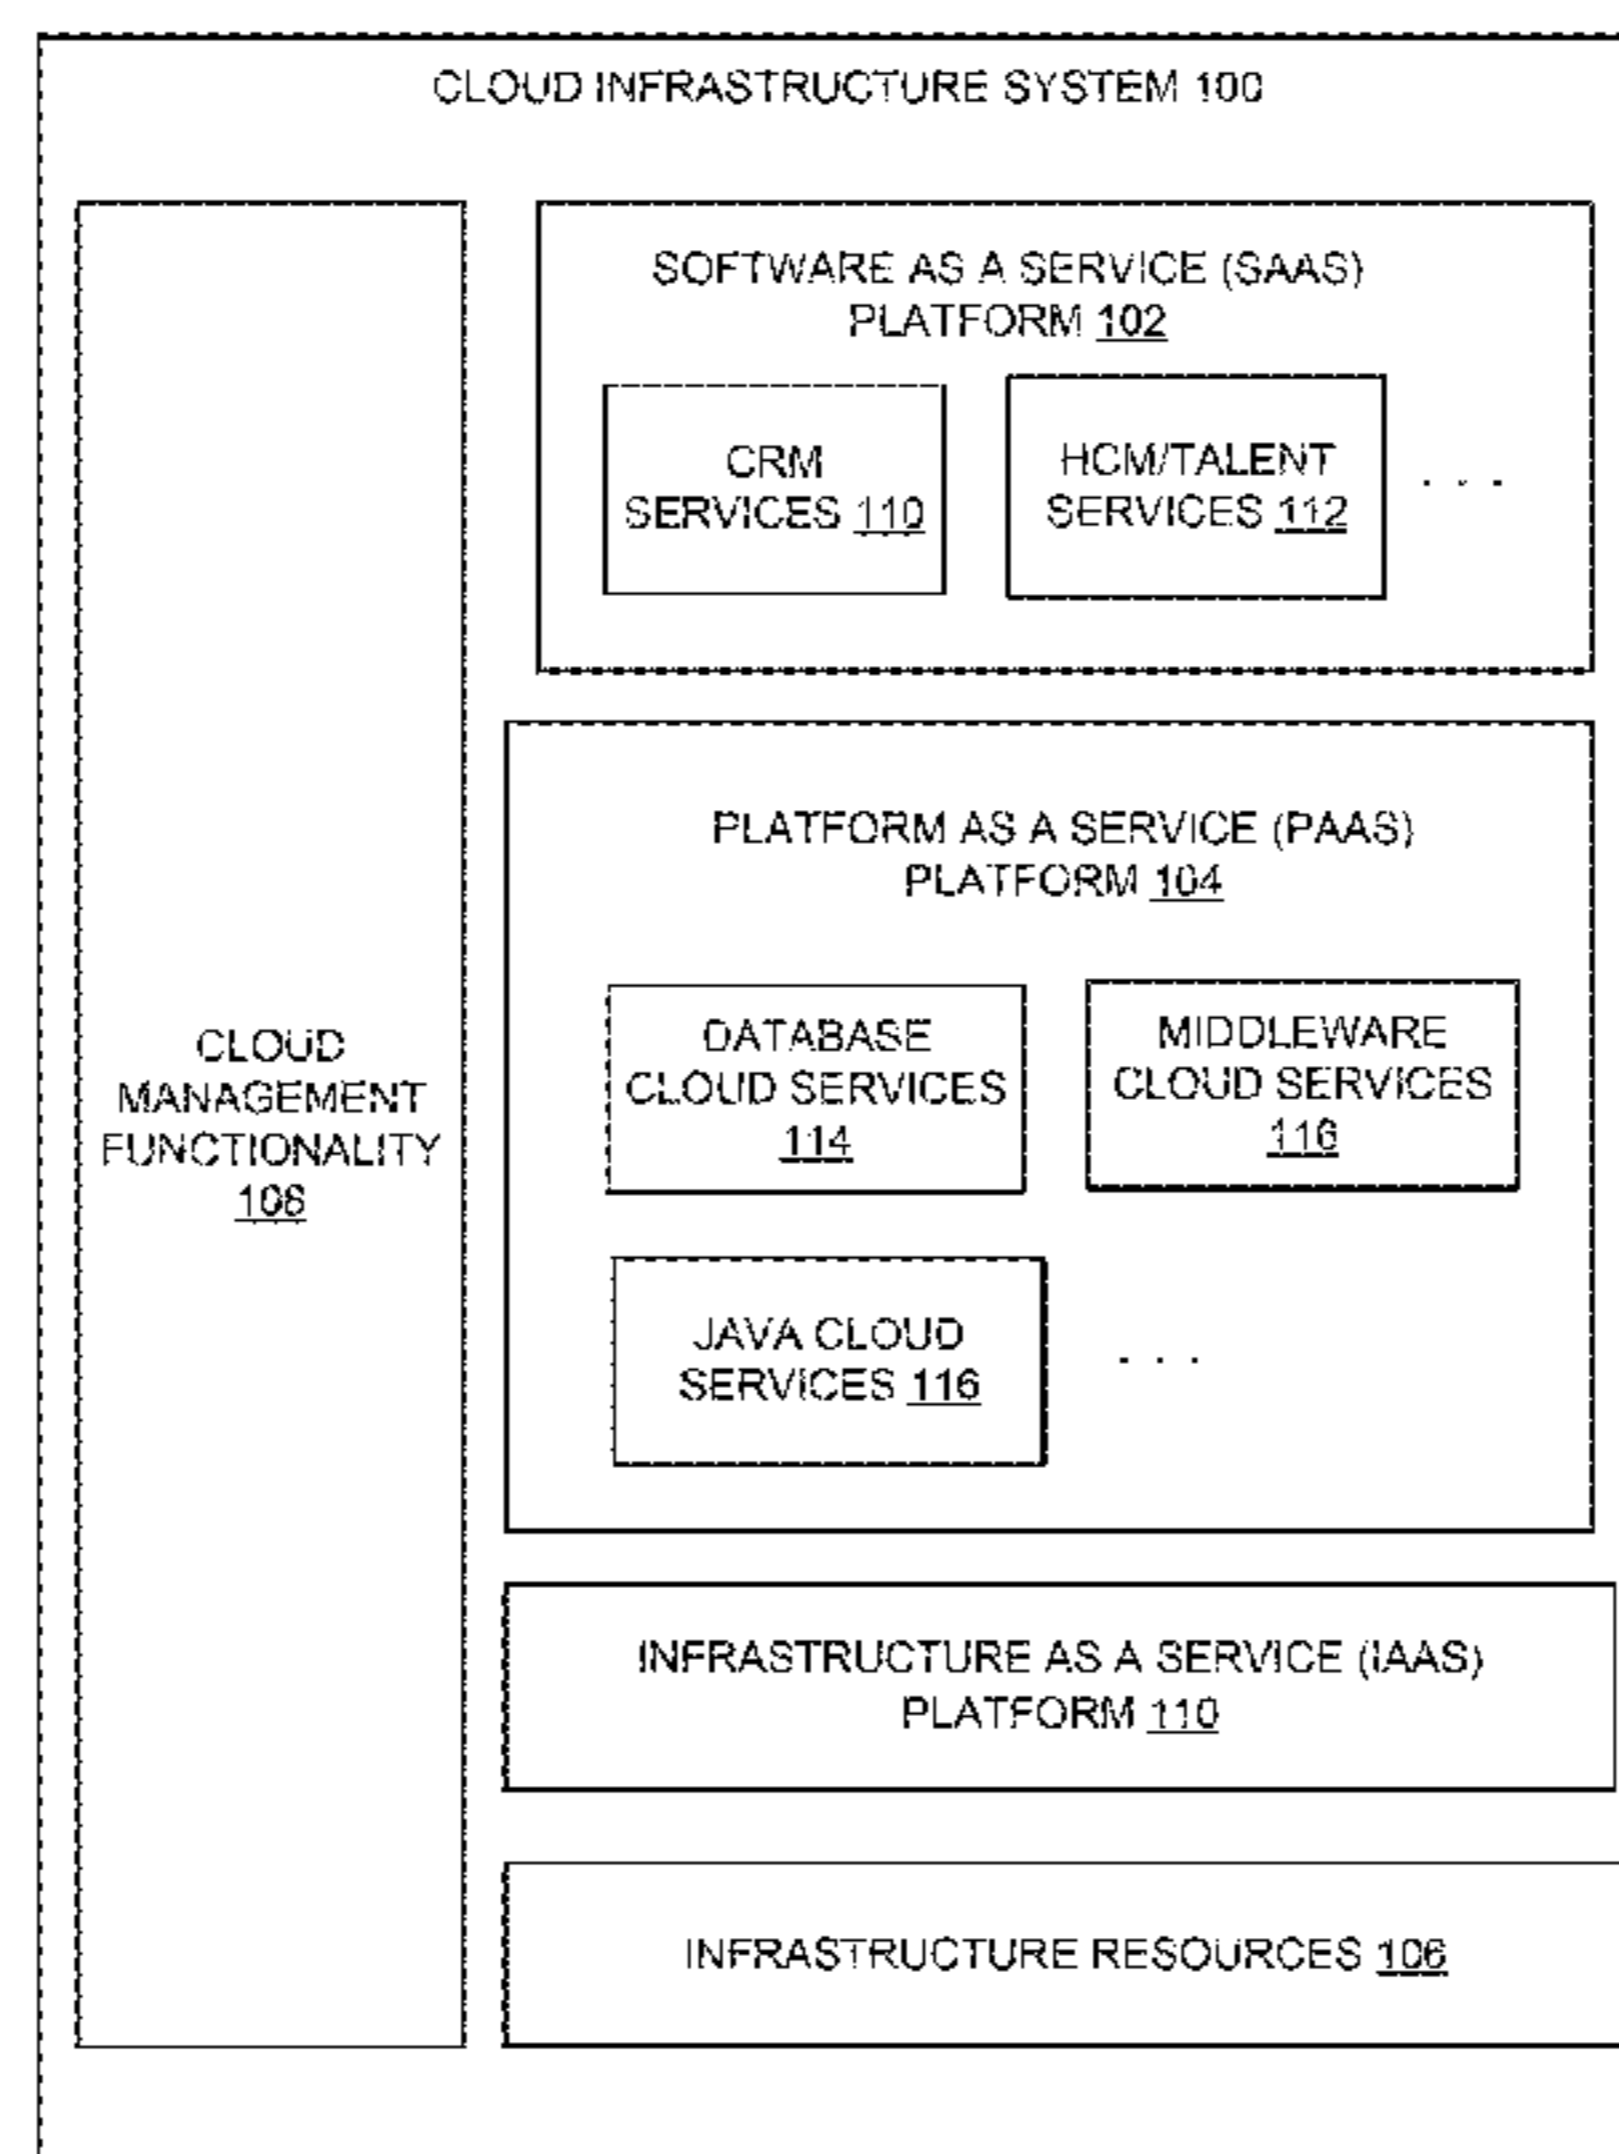 CLOUD INFRASTRUCTURE SYSTEM 100
SOFTWARE AS A SERVICE (SAAS)
PLATFORM 102
CRM
SERVICES 110
HCM/TALENT
SERVICES 112
. . .
PLATFORM AS A SERVICE (PAAS)
PLATFORM 104
DATABASE
CLOUD SERVICES
114
MIDDLEWARE
CLOUD SERVICES
116
JAVA CLOUD
SERVICES 116
. . .
CLOUD
MANAGEMENT
FUNCTIONALITY
108
INFRASTRUCTURE AS A SERVICE (IAAS)
PLATFORM 110
INFRASTRUCTURE RESOURCES 106